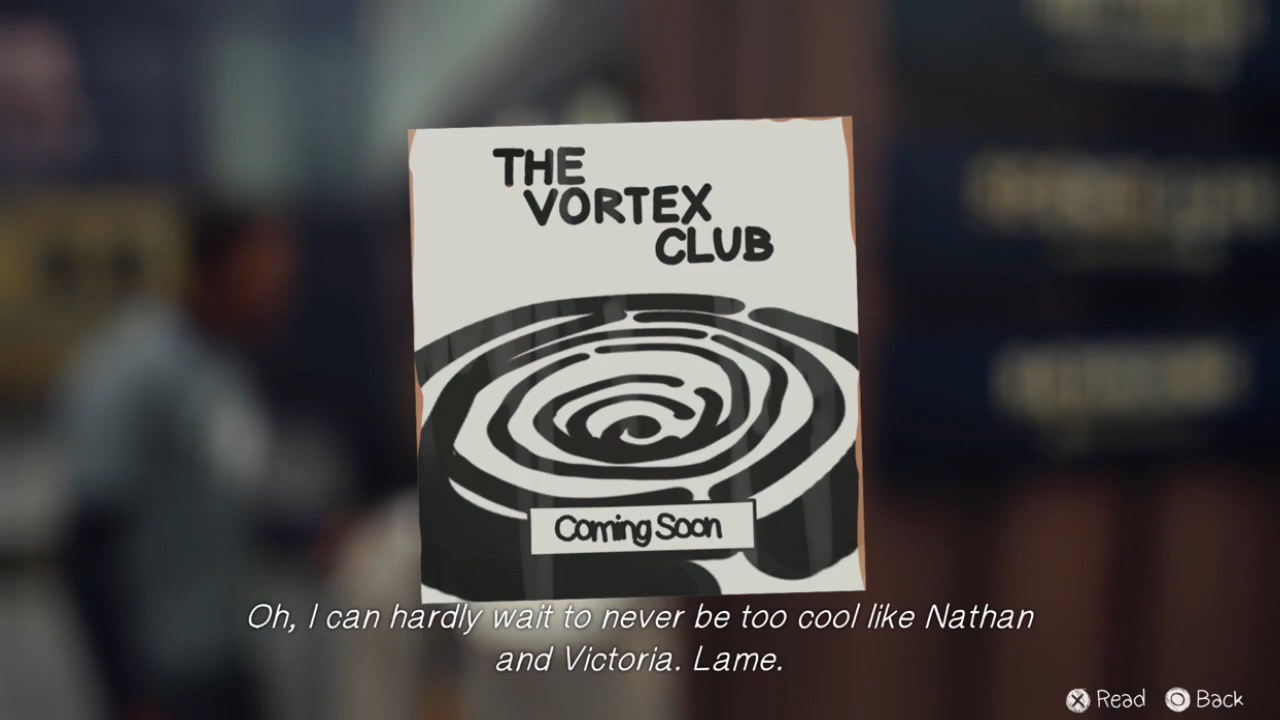 THE
VORTEX
CLUB
Coming Soon
Oh, I can hardly wait to never be too cool like Nathan
and Victoria. Lame.
Read Back